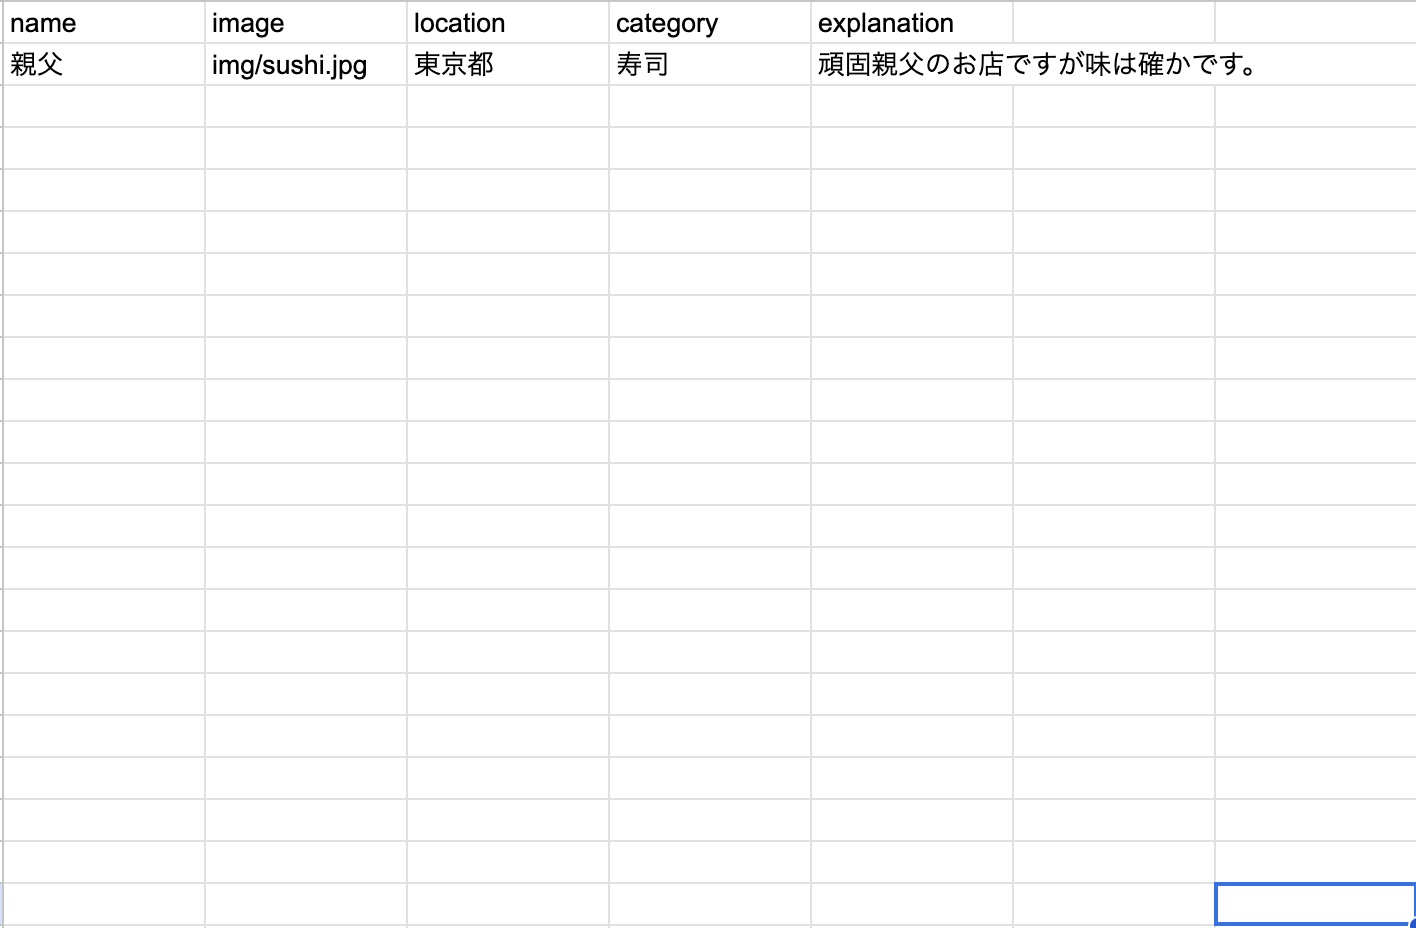 name image location category explanation
親父 img/sushi.jpg 東京都 寿司 頑固親父のお店ですが味は確かです。